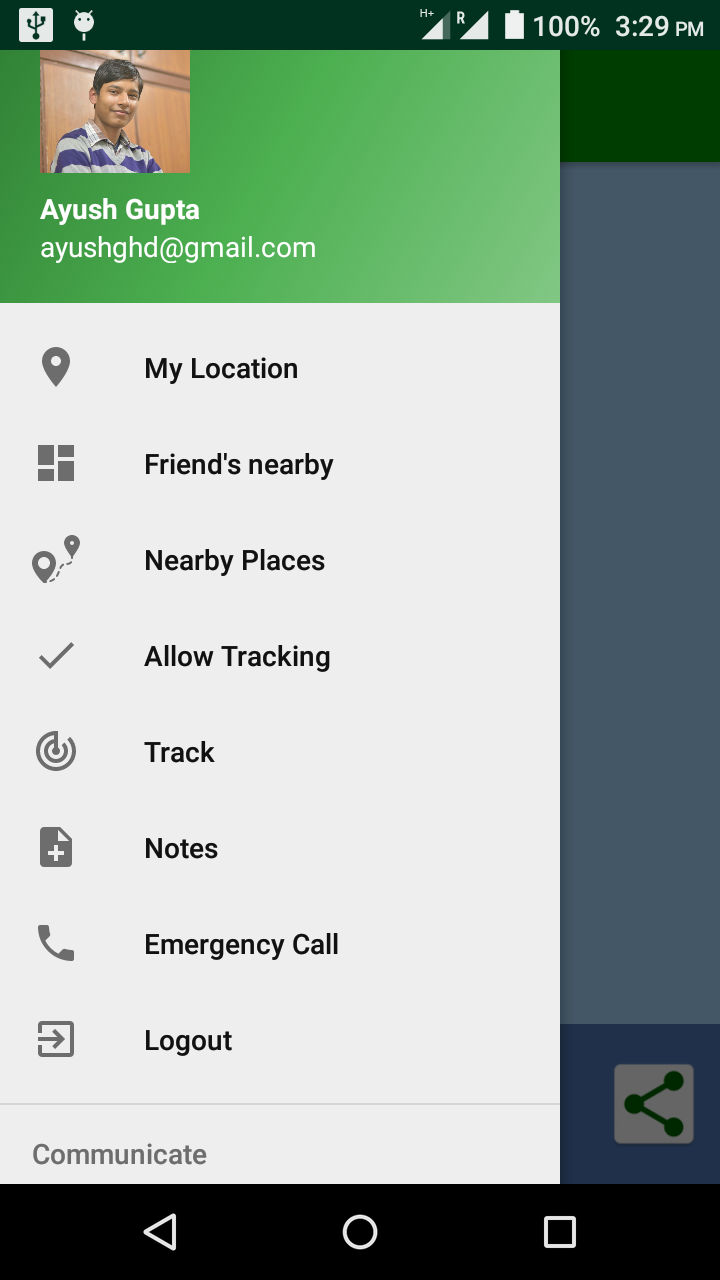 H+ R 100% 3:29 PM
Ayush Gupta
ayushghd@gmail.com
My Location
Friend's nearby
Nearby Places
Allow Tracking
Track
Notes
Emergency Call
Logout
Communicate